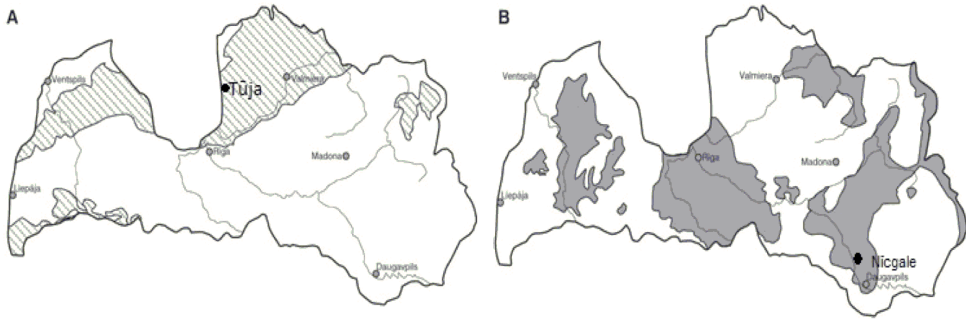 A
Ventspils
Tūja
Valmiera
Rīga
Madona
Liepāja
Daugavpils
B
Ventspils
Valmiera
Rīga
Madona
Liepāja
Nīcgale
Daugavpils